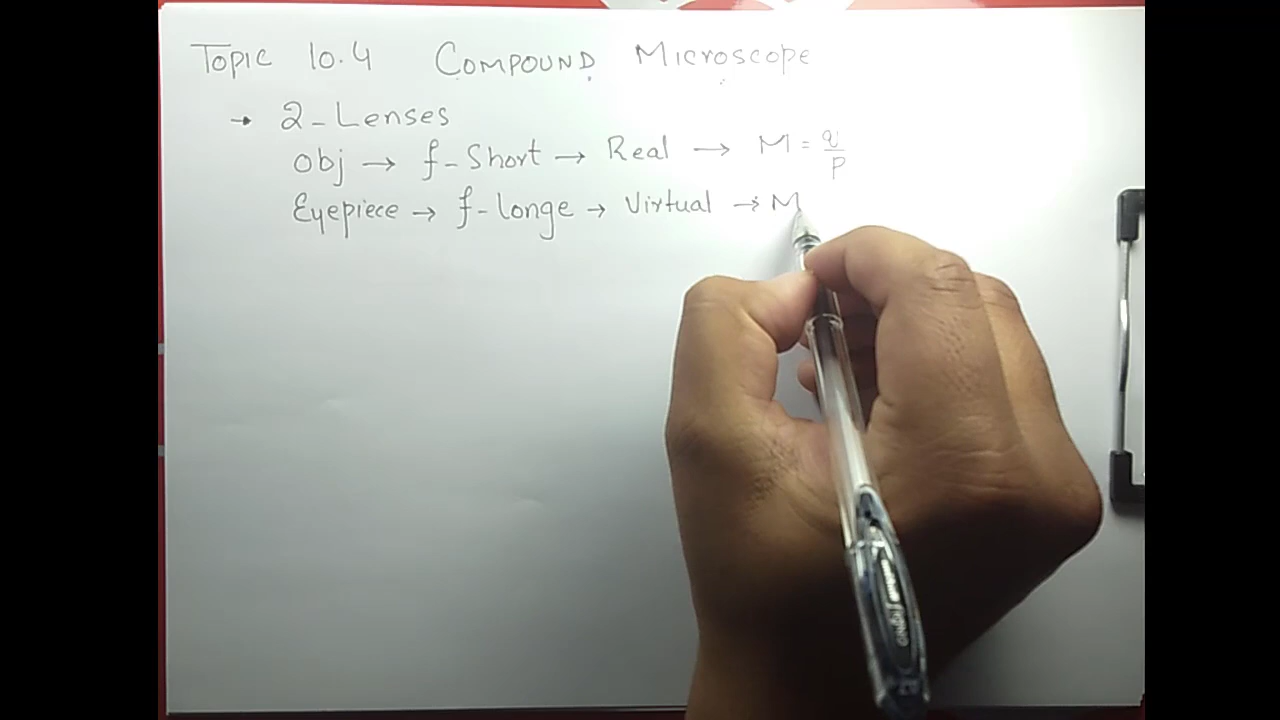 Topic 10.4 Compound Microscope
→ 2-Lenses
Obj → f-Short → Real → M = q/p
Eyepiece → f-longe → Virtual → M